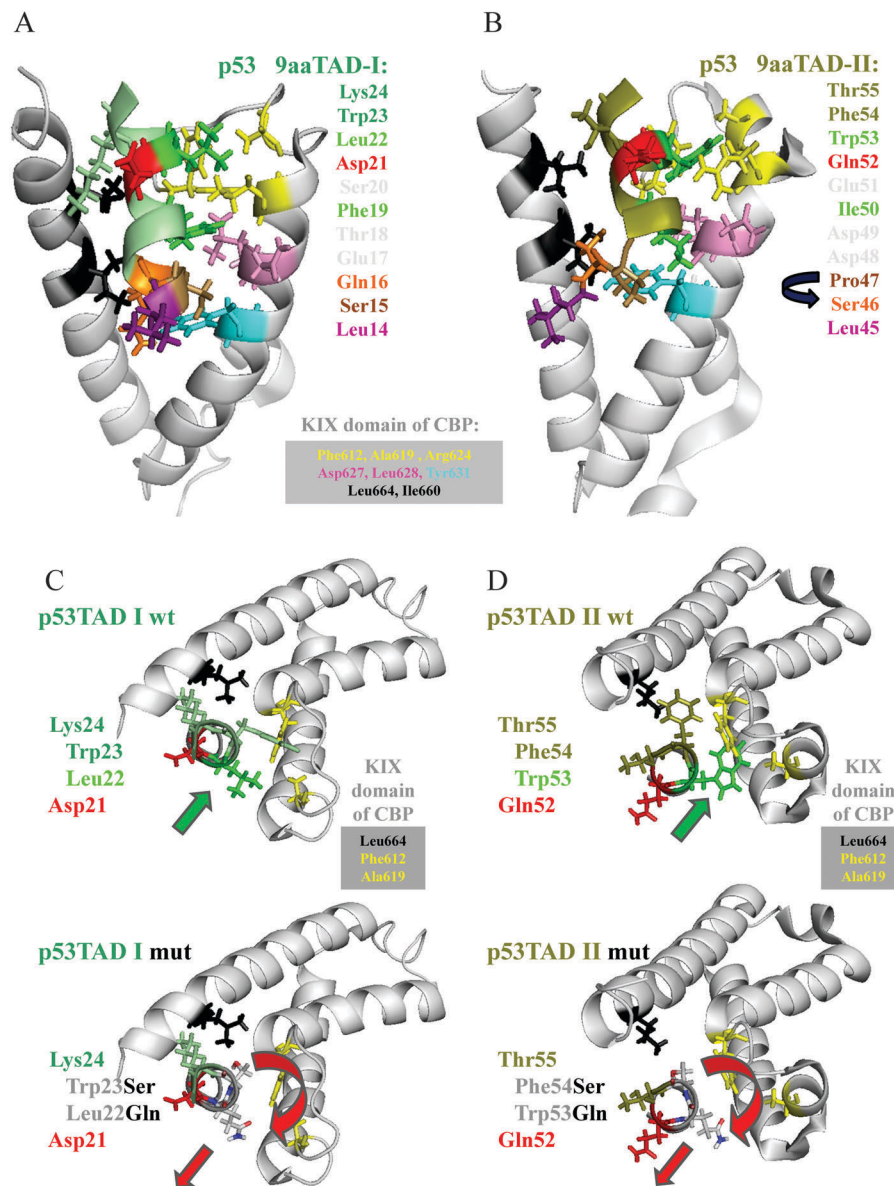 A
p53 9aaTAD-I:
Lys24
Trp23
Leu22
Asp21
Ser20
Phe19
Thr18
Glu17
Gln16
Ser15
Leu14
B
p53 9aaTAD-II:
Thr55
Phe54
Trp53
Gln52
Glu51
Ile50
Asp49
Asp48
Pro47
Ser46
Leu45
KIX domain of CBP:
Phe612, Ala619 , Arg624
Asp627, Leu628, Tyr631
Leu664, Ile660
C
p53TAD I wt
Lys24
Trp23
Leu22
Asp21
KIX
domain
of CBP
Leu664
Phe612
Ala619
D
p53TAD II wt
Thr55
Phe54
Trp53
Gln52
KIX
domain
of CBP
Leu664
Phe612
Ala619
p53TAD I mut
Lys24
Trp23Ser
Leu22Gln
Asp21
p53TAD II mut
Thr55
Phe54Ser
Trp53Gln
Gln52